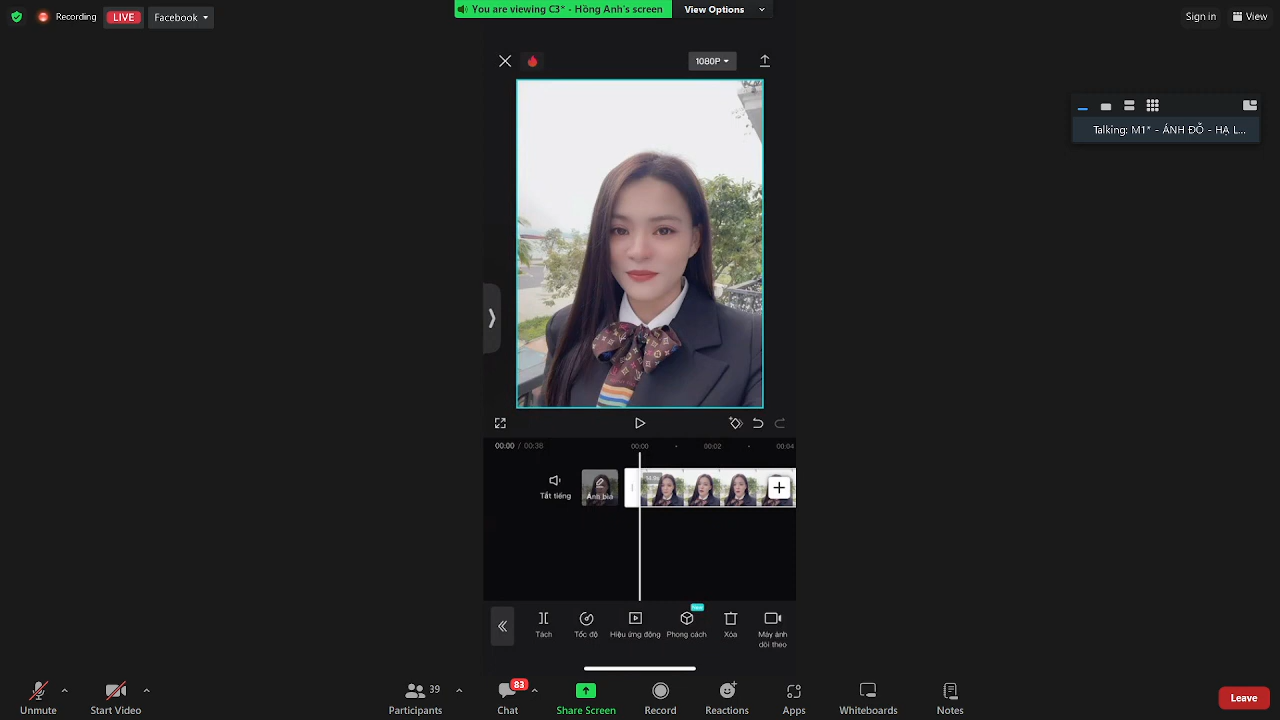 You are viewing C3* - Hồng Anh's screen
View Options
Recording
LIVE
Facebook
Sign in
View
1080P
Talking: M1* - ÁNH
- HA L...
00:00 / 00:38
00:00
00:02
00:04
Tắt tiếng
Ảnh bìa
Tách
Tốc độ
Hiệu ứng động
New
Phong cách
Xóa
Máy ảnh
dõi theo
Unmute
Start Video
Participants
39
Chat
83
Share Screen
Record
Reactions
Apps
Whiteboards
Notes
Leave